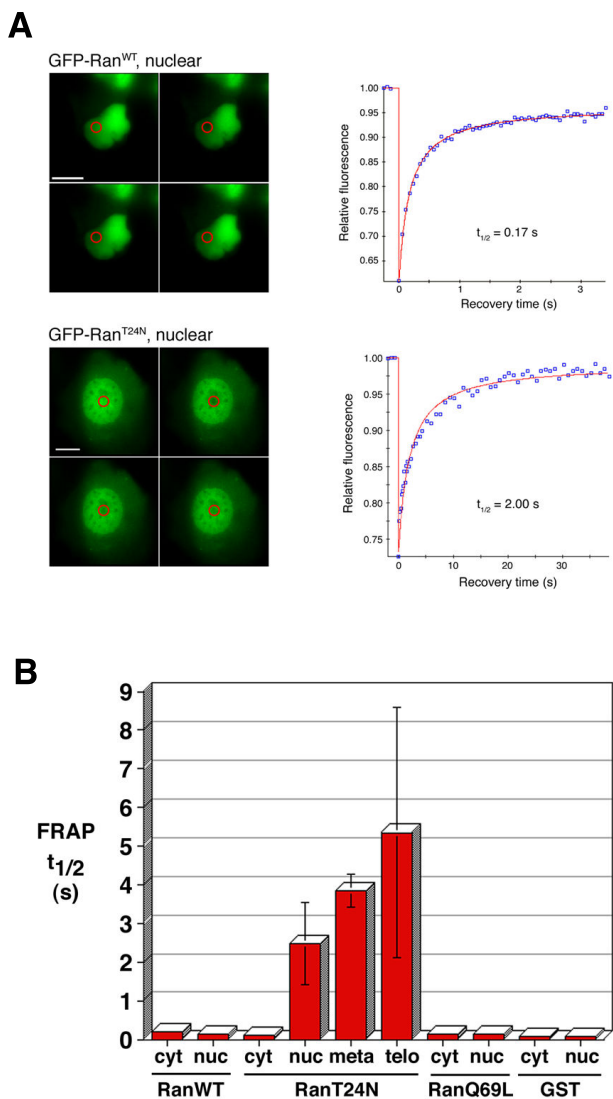 A
GFP-Ran^WT, nuclear
1.00
0.95
0.90
0.85
0.80
0.75
0.70
0.65
Relative fluorescence
t1/2 = 0.17 s
0 1 2 3
Recovery time (s)
GFP-Ran^T24N, nuclear
1.00
0.95
0.90
0.85
0.80
0.75
Relative fluorescence
t1/2 = 2.00 s
0 10 20 30
Recovery time (s)
B
9
8
7
6
5
4
3
2
1
0
FRAP
t1/2
(s)
cyt nuc cyt nuc meta telo cyt nuc cyt nuc
RanWT RanT24N RanQ69L GST